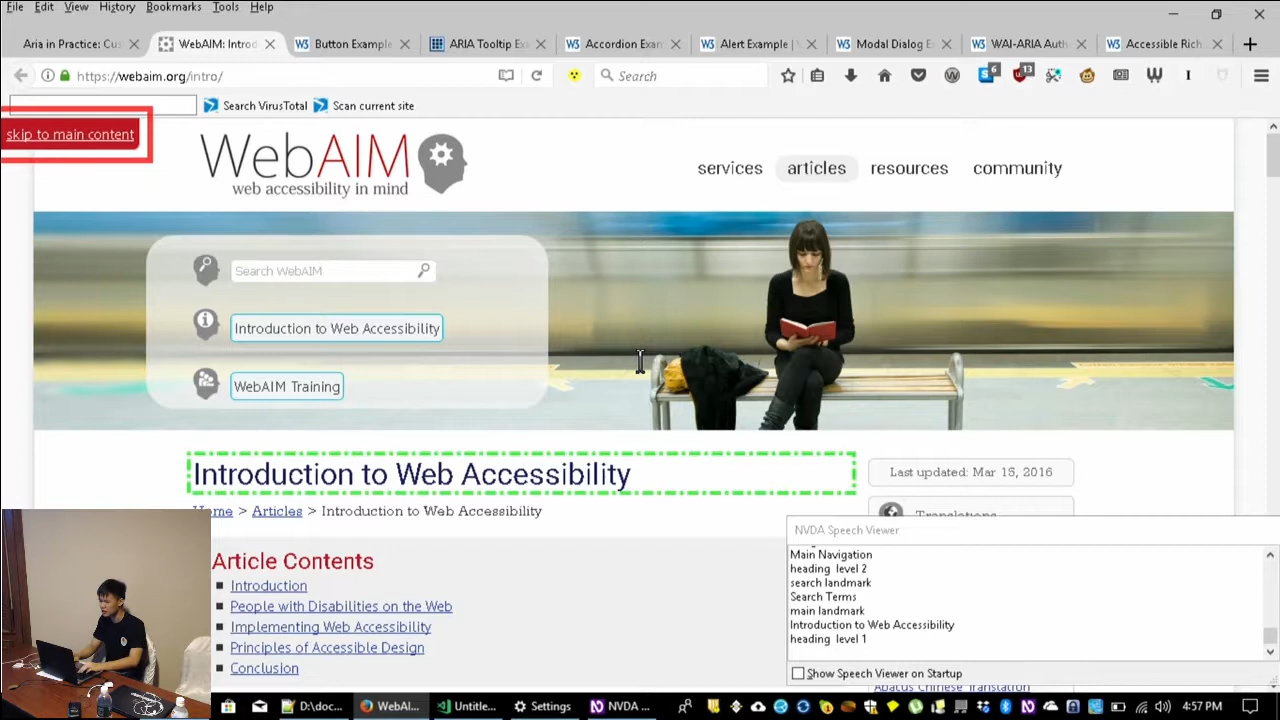 File Edit View History Bookmarks Tools Help
Aria in Practice: Cus
WebAIM: Introd
Button Example
ARIA Tooltip Exa
Accordion Exam
Alert Example | W
Modal Dialog E
WAI-ARIA Auth
Accessible Rich
https://webaim.org/intro/
Search
6
13
Search VirusTotal
Scan current site
skip to main content
WebAIM
web accessibility in mind
services articles resources community
Search WebAIM
Introduction to Web Accessibility
WebAIM Training
Introduction to Web Accessibility
Last updated: Mar 15, 2016
Home > Articles > Introduction to Web Accessibility
Translations
Article Contents
Introduction
People with Disabilities on the Web
Implementing Web Accessibility
Principles of Accessible Design
Conclusion
NVDA Speech Viewer
Main Navigation
heading level 2
search landmark
Search Terms
main landmark
Introduction to Web Accessibility
heading level 1
Show Speech Viewer on Startup
Abacus Chinese Translation
D:\doc...
WebAI...
Untitle...
Settings
NVDA ...
4:57 PM